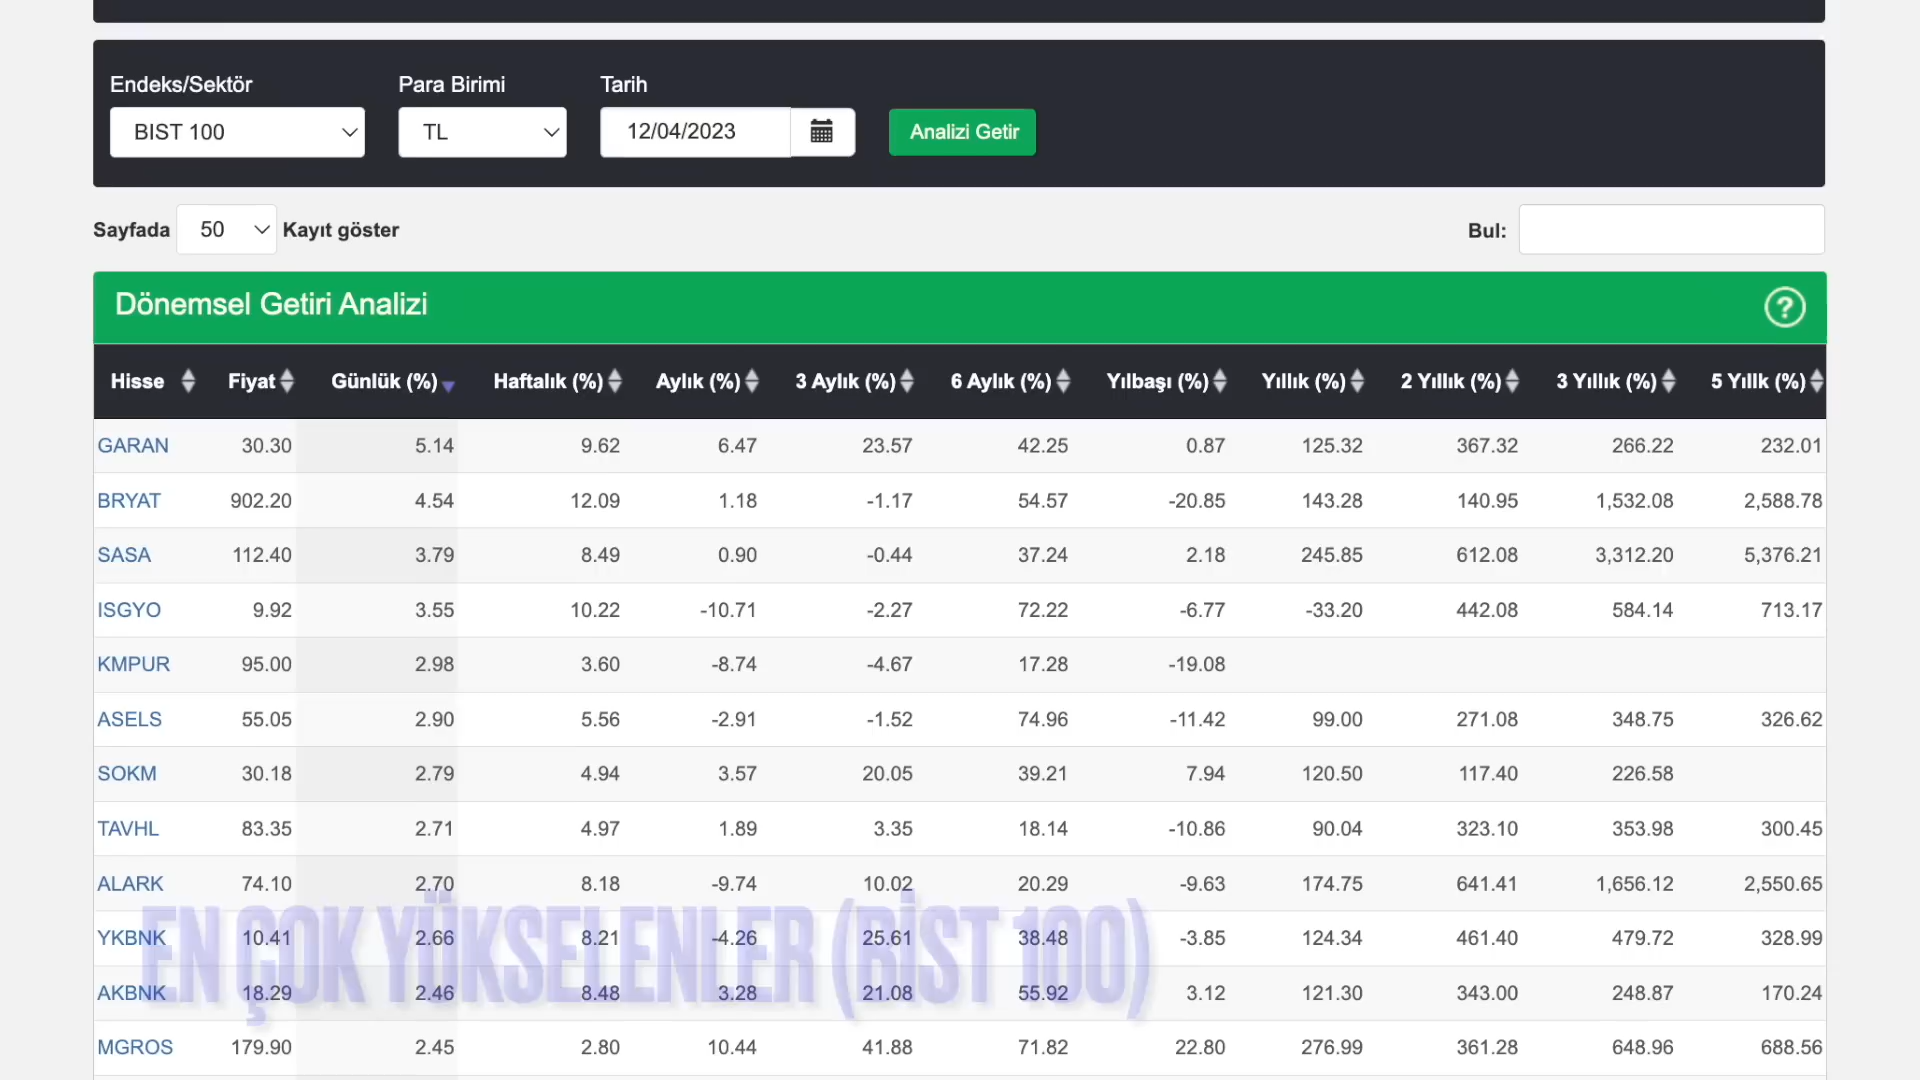 Endeks/Sektör Para Birimi Tarih
BIST 100 TL 12/04/2023 Analizi Getir
Sayfada 50 Kayıt göster Bul:
Dönemsel Getiri Analizi ?
Hisse Fiyat Günlük (%) Haftalık (%) Aylık (%) 3 Aylık (%) 6 Aylık (%) Yılbaşı (%) Yıllık (%) 2 Yıllık (%) 3 Yıllık (%) 5 Yıllk (%)
GARAN 30.30 5.14 9.62 6.47 23.57 42.25 0.87 125.32 367.32 266.22 232.01
BRYAT 902.20 4.54 12.09 1.18 -1.17 54.57 -20.85 143.28 140.95 1,532.08 2,588.78
SASA 112.40 3.79 8.49 0.90 -0.44 37.24 2.18 245.85 612.08 3,312.20 5,376.21
ISGYO 9.92 3.55 10.22 -10.71 -2.27 72.22 -6.77 -33.20 442.08 584.14 713.17
KMPUR 95.00 2.98 3.60 -8.74 -4.67 17.28 -19.08
ASELS 55.05 2.90 5.56 -2.91 -1.52 74.96 -11.42 99.00 271.08 348.75 326.62
SOKM 30.18 2.79 4.94 3.57 20.05 39.21 7.94 120.50 117.40 226.58
TAVHL 83.35 2.71 4.97 1.89 3.35 18.14 -10.86 90.04 323.10 353.98 300.45
ALARK 74.10 2.70 8.18 -9.74 10.02 20.29 -9.63 174.75 641.41 1,656.12 2,550.65
YKBNK 10.41 2.66 8.21 -4.26 25.61 38.48 -3.85 124.34 461.40 479.72 328.99
EN ÇOK YÜKSELENLER (BİST 100)
AKBNK 18.29 2.46 8.48 3.28 21.08 55.92 3.12 121.30 343.00 248.87 170.24
MGROS 179.90 2.45 2.80 10.44 41.88 71.82 22.80 276.99 361.28 648.96 688.56